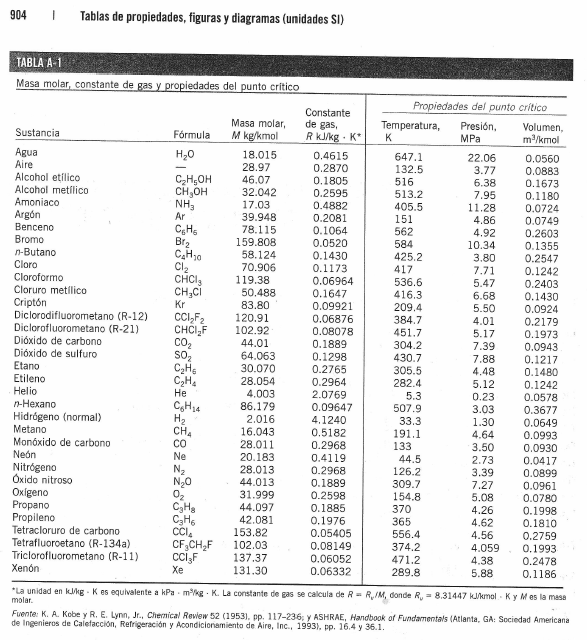 904 | Tablas de propiedades, figuras y diagramas (unidades SI)
TABLA A-1
Masa molar, constante de gas y propiedades del punto crítico
Sustancia Fórmula Masa molar, M kg/kmol Constante de gas, R kJ/kg · K* Propiedades del punto crítico Temperatura, K Presión, MPa Volumen, m³/kmol
Agua H₂O 18.015 0.4615 647.1 22.06 0.0560
Aire — 28.97 0.2870 132.5 3.77 0.0883
Alcohol etílico C₂H₅OH 46.07 0.1805 516 6.38 0.1673
Alcohol metílico CH₃OH 32.042 0.2595 513.2 7.95 0.1180
Amoniaco NH₃ 17.03 0.4882 405.5 11.28 0.0724
Argón Ar 39.948 0.2081 151 4.86 0.0749
Benceno C₆H₆ 78.115 0.1064 562 4.92 0.2603
Bromo Br₂ 159.808 0.0520 584 10.34 0.1355
n-Butano C₄H₁₀ 58.124 0.1430 425.2 3.80 0.2547
Cloro Cl₂ 70.906 0.1173 417 7.71 0.1242
Cloroformo CHCl₃ 119.38 0.06964 536.6 5.47 0.2403
Cloruro metílico CH₃Cl 50.488 0.1647 416.3 6.68 0.1430
Criptón Kr 83.80 0.09921 209.4 5.50 0.0924
Diclorodifluorometano (R-12) CCl₂F₂ 120.91 0.06876 384.7 4.01 0.2179
Diclorofluorometano (R-21) CHCl₂F 102.92 0.08078 451.7 5.17 0.1973
Dióxido de carbono CO₂ 44.01 0.1889 304.2 7.39 0.0943
Dióxido de sulfuro SO₂ 64.063 0.1298 430.7 7.88 0.1217
Etano C₂H₆ 30.070 0.2765 305.5 4.48 0.1480
Etileno C₂H₄ 28.054 0.2964 282.4 5.12 0.1242
Helio He 4.003 2.0769 5.3 0.23 0.0578
n-Hexano C₆H₁₄ 86.179 0.09647 507.9 3.03 0.3677
Hidrógeno (normal) H₂ 2.016 4.1240 33.3 1.30 0.0649
Metano CH₄ 16.043 0.5182 191.1 4.64 0.0993
Monóxido de carbono CO 28.011 0.2968 133 3.50 0.0930
Neón Ne 20.183 0.4119 44.5 2.73 0.0417
Nitrógeno N₂ 28.013 0.2968 126.2 3.39 0.0899
Óxido nitroso N₂O 44.013 0.1889 309.7 7.27 0.0961
Oxígeno O₂ 31.999 0.2598 154.8 5.08 0.0780
Propano C₃H₈ 44.097 0.1885 370 4.26 0.1998
Propileno C₃H₆ 42.081 0.1976 365 4.62 0.1810
Tetracloruro de carbono CCl₄ 153.82 0.05405 556.4 4.56 0.2759
Tetrafluoroetano (R-134a) CF₃CH₂F 102.03 0.08149 374.2 4.059 0.1993
Triclorofluorometano (R-11) CCl₃F 137.37 0.06052 471.2 4.38 0.2478
Xenón Xe 131.30 0.06332 289.8 5.88 0.1186
*La unidad en kJ/kg · K es equivalente a kPa · m³/kg · K. La constante de gas se calcula de R = Rᵤ/M, donde Rᵤ = 8.31447 kJ/kmol · K y M es la masa
molar.
Fuente: K. A. Kobe y R. E. Lynn, Jr., Chemical Review 52 (1953), pp. 117-236; y ASHRAE, Handbook of Fundamentals (Atlanta, GA: Sociedad Americana
de Ingenieros de Calefacción, Refrigeración y Acondicionamiento de Aire, Inc., 1993), pp. 16.4 y 36.1.